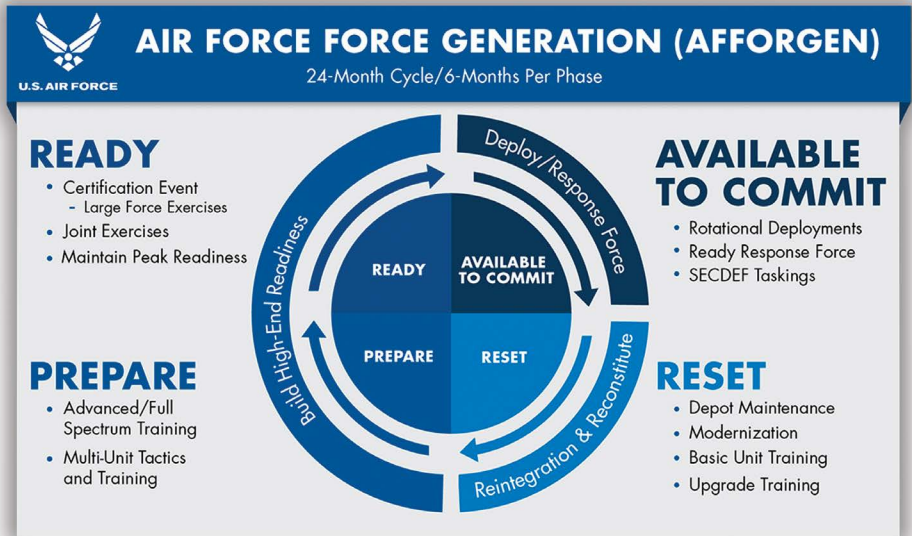 AIR FORCE FORCE GENERATION (AFFORGEN)
24-Month Cycle/6-Months Per Phase
U.S. AIR FORCE
READY
• Certification Event
- Large Force Exercises
• Joint Exercises
• Maintain Peak Readiness
PREPARE
• Advanced/Full
Spectrum Training
• Multi-Unit Tactics
and Training
Build High-End Readiness
Deploy/Response Force
Reintegration & Reconstitute
READY
AVAILABLE
TO COMMIT
PREPARE
RESET
AVAILABLE
TO COMMIT
• Rotational Deployments
• Ready Response Force
• SECDEF Taskings
RESET
• Depot Maintenance
• Modernization
• Basic Unit Training
• Upgrade Training